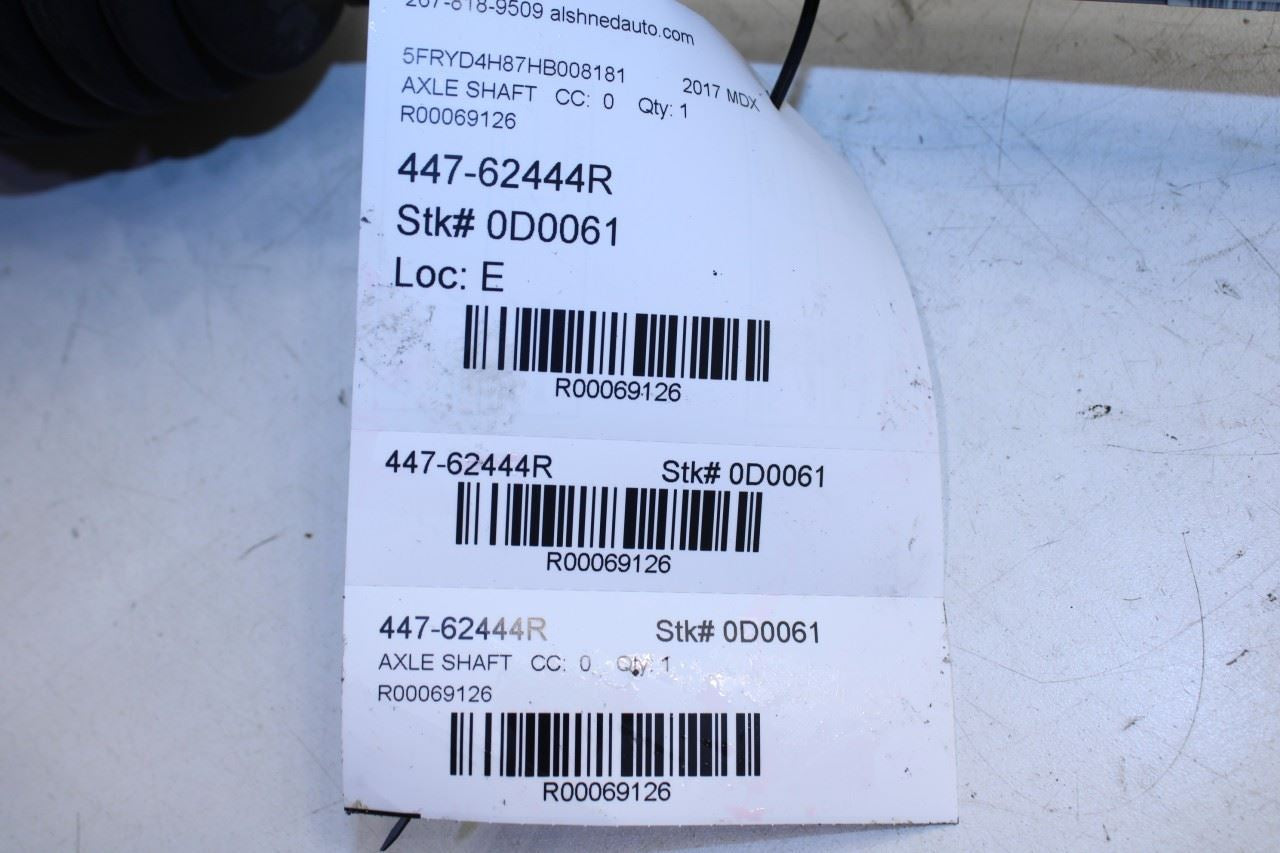 267-818-9509 alshnedauto.com
5FRYD4H87HB008181 2017 MDX
AXLE SHAFT CC: 0 Qty: 1
R00069126
447-62444R
Stk# 0D0061
Loc: E
R00069126
447-62444R Stk# 0D0061
R00069126
447-62444R Stk# 0D0061
AXLE SHAFT CC: 0 Qty: 1
R00069126
R00069126